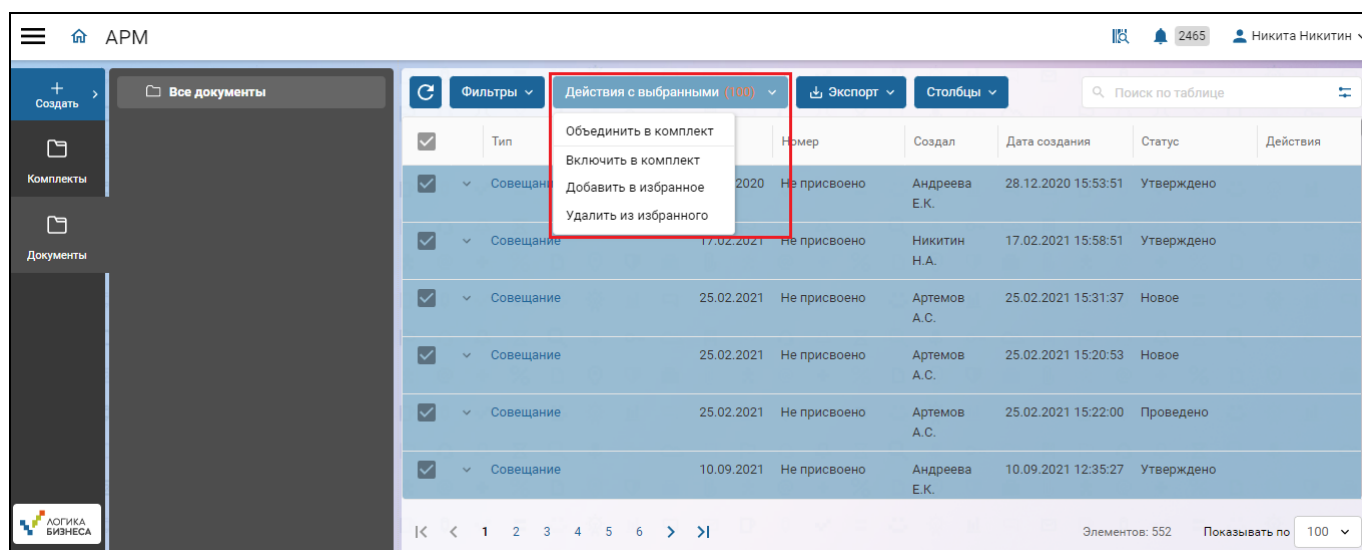 АРМ
2465
Никита Никитин
Создать
Все документы
Фильтры
Действия с выбранными (100)
Экспорт
Столбцы
Поиск по таблице
Объединить в комплект
Включить в комплект
Добавить в избранное
Удалить из избранного
Комплекты
Документы
Тип Номер Создал Дата создания Статус Действия
Совещани 2020 Не присвоено Андреева Е.К. 28.12.2020 15:53:51 Утверждено
Совещание 17.02.2021 Не присвоено Никитин Н.А. 17.02.2021 15:58:51 Утверждено
Совещание 25.02.2021 Не присвоено Артемов А.С. 25.02.2021 15:31:37 Новое
Совещание 25.02.2021 Не присвоено Артемов А.С. 25.02.2021 15:20:53 Новое
Совещание 25.02.2021 Не присвоено Артемов А.С. 25.02.2021 15:22:00 Проведено
Совещание 10.09.2021 Не присвоено Андреева Е.К. 10.09.2021 12:35:27 Утверждено
ЛОГИКА
БИЗНЕСА
1 2 3 4 5 6
Элементов: 552 Показывать по 100